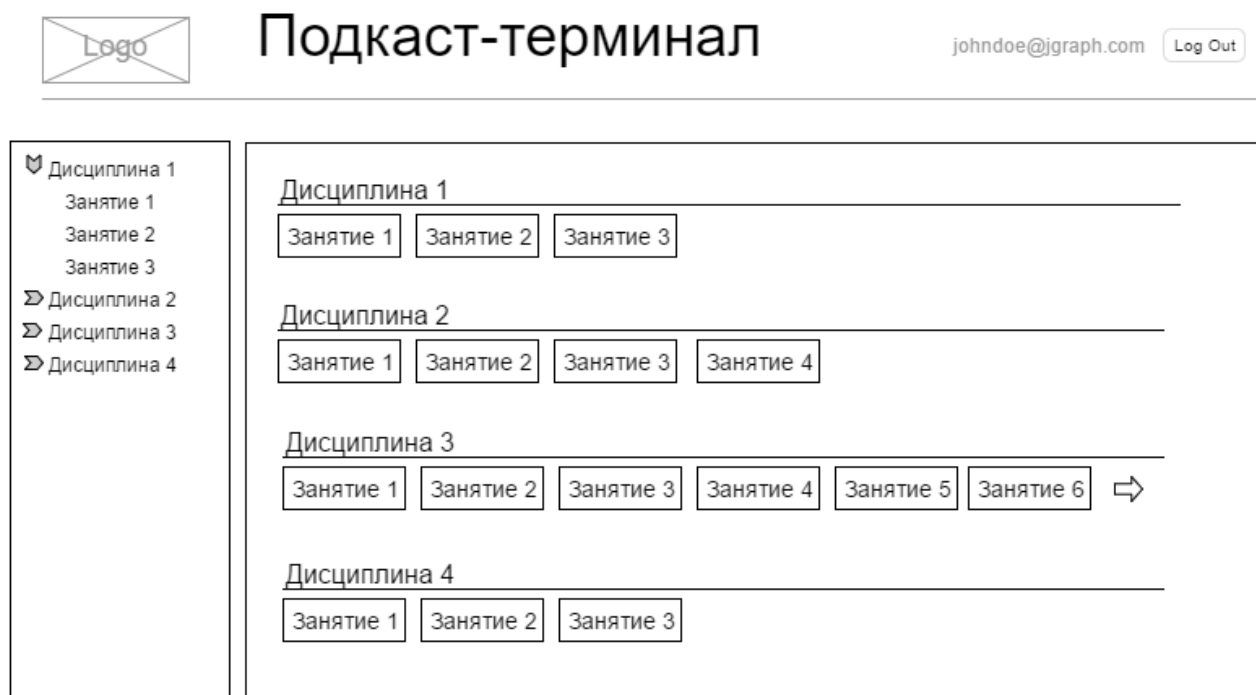 Logo
Подкаст-терминал
johndoe@jgraph.com
Log Out
Дисциплина 1
Занятие 1
Занятие 2
Занятие 3
Дисциплина 2
Дисциплина 3
Дисциплина 4
Дисциплина 1
Занятие 1 Занятие 2 Занятие 3
Дисциплина 2
Занятие 1 Занятие 2 Занятие 3 Занятие 4
Дисциплина 3
Занятие 1 Занятие 2 Занятие 3 Занятие 4 Занятие 5 Занятие 6
Дисциплина 4
Занятие 1 Занятие 2 Занятие 3